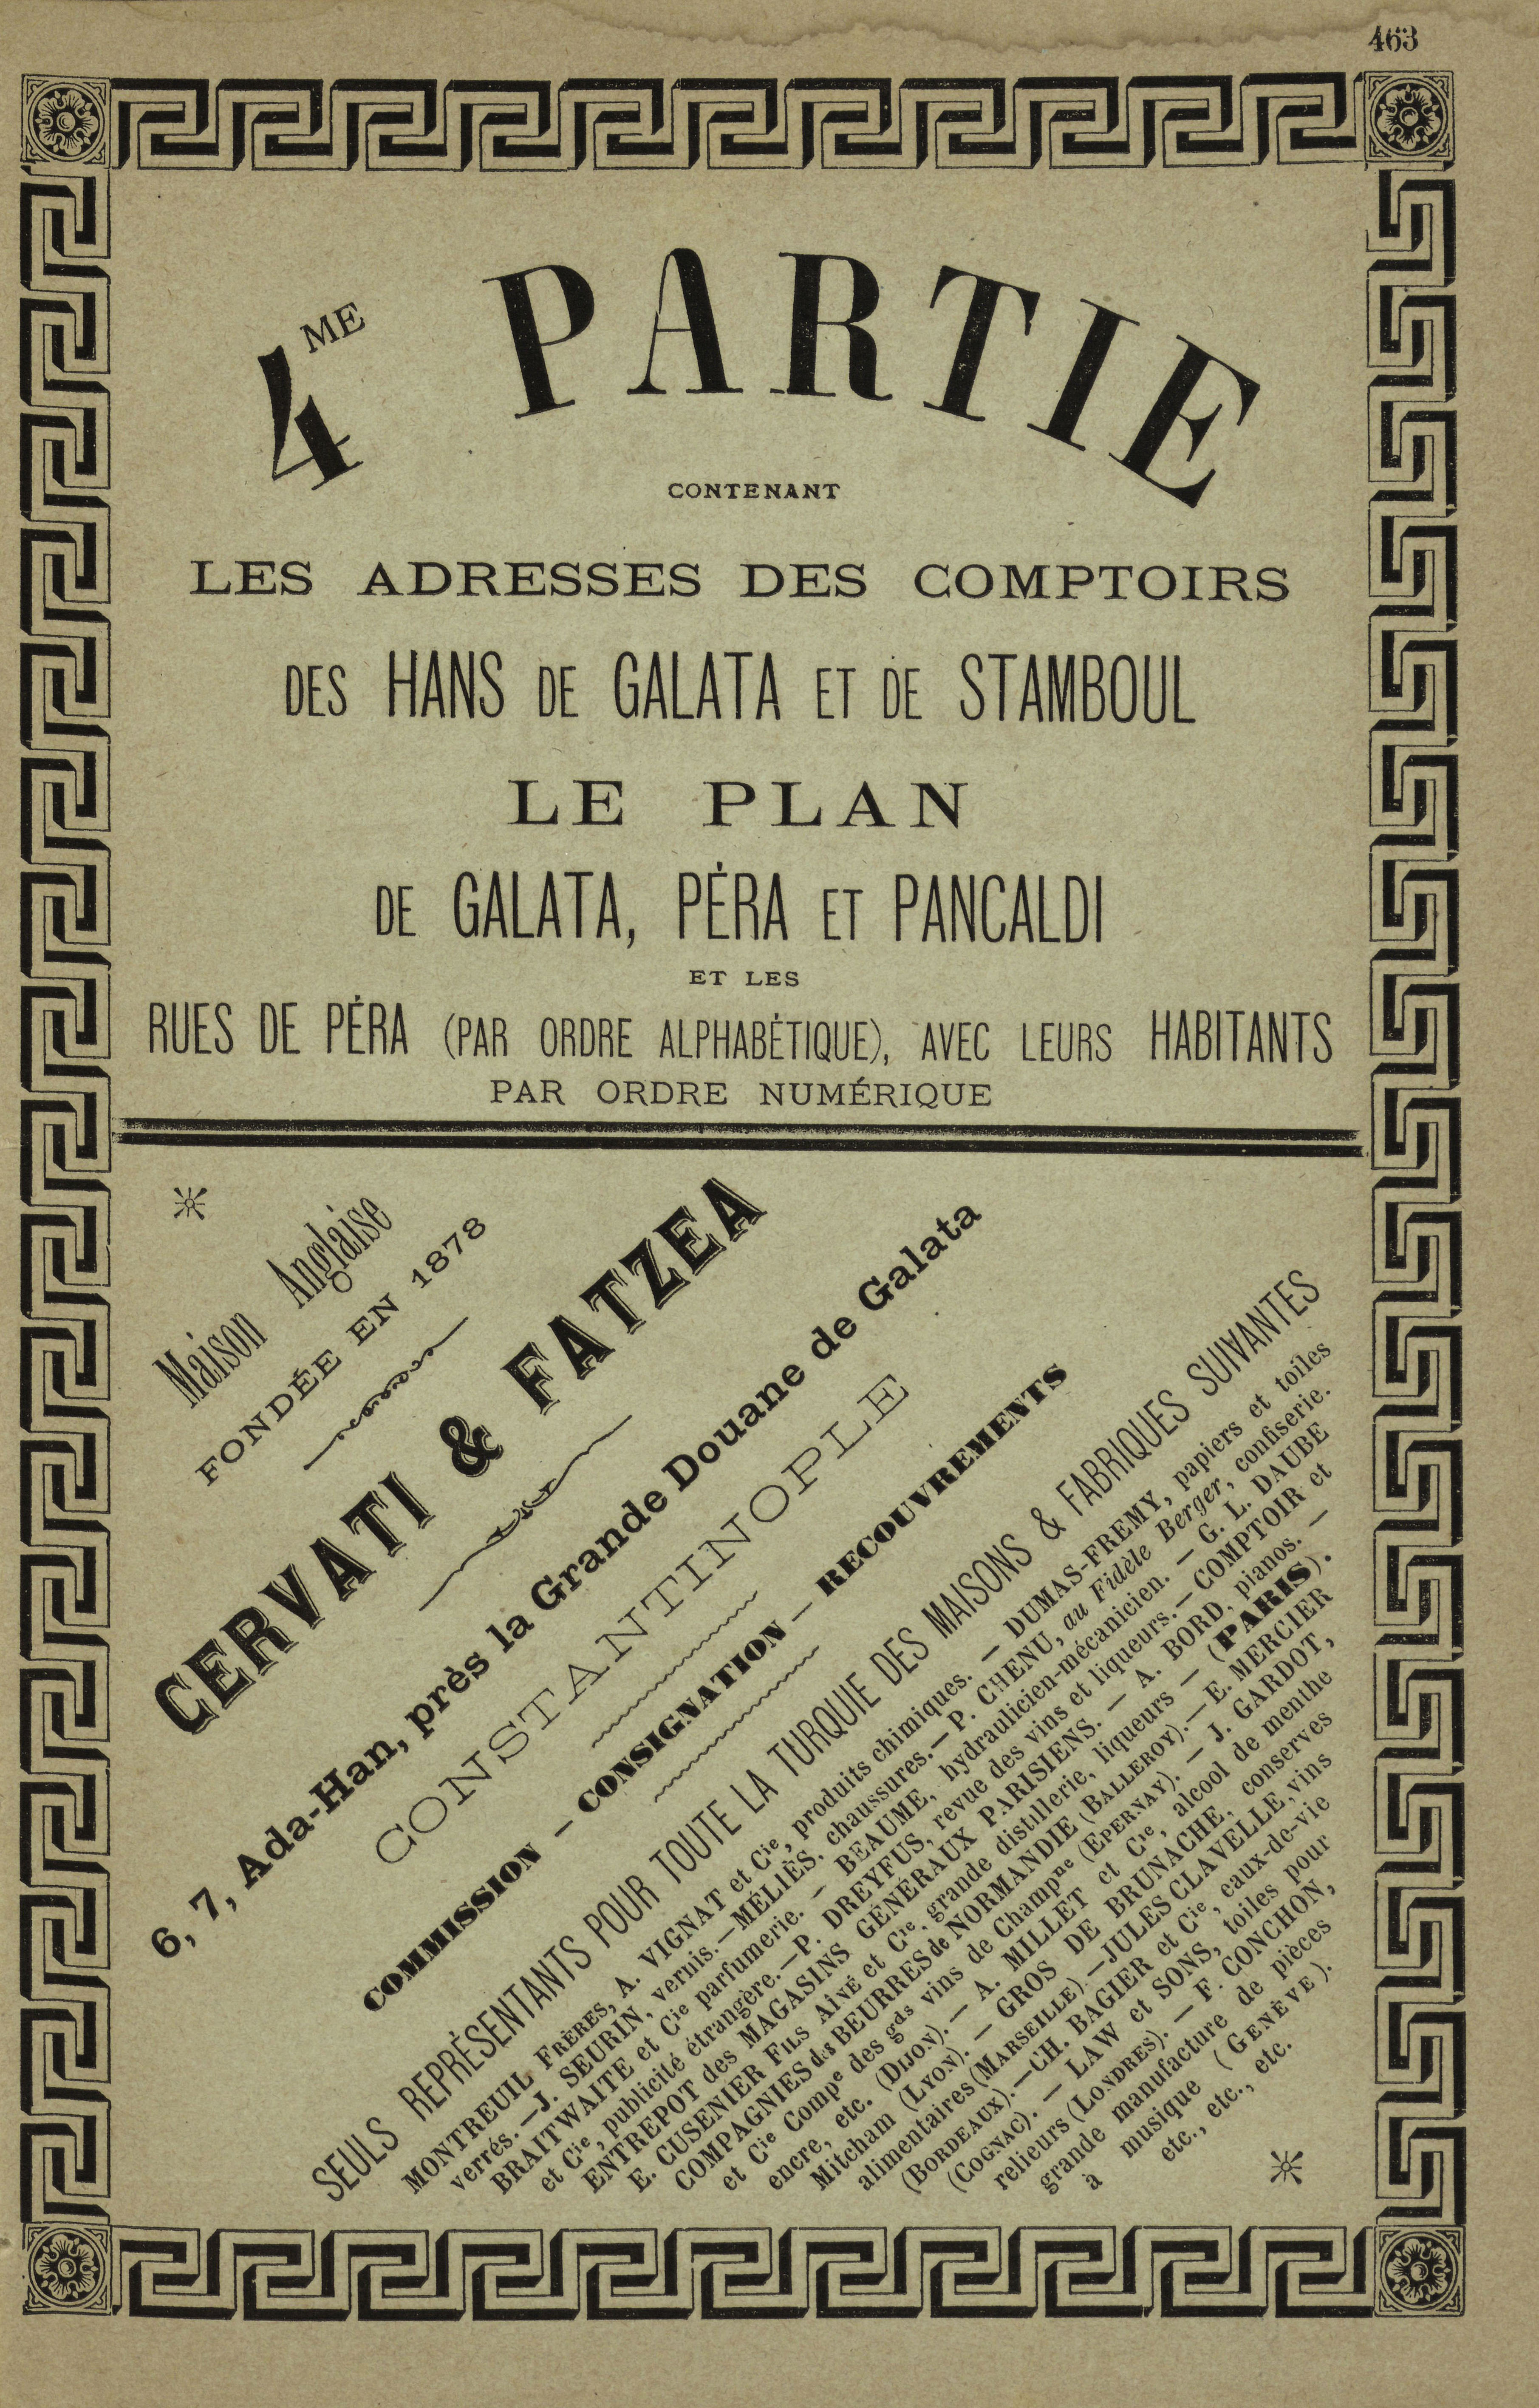 463
4ME PARTIE
CONTENANT
LES ADRESSES DES COMPTOIRS
DES HANS DE GALATA ET DE STAMBOUL
LE PLAN
DE GALATA, PÉRA ET PANCALDI
ET LES
RUES DE PÉRA (PAR ORDRE ALPHABÉTIQUE), AVEC LEURS HABITANTS
PAR ORDRE NUMÉRIQUE
Maison Anglaise
FONDÉE EN 1878
CERVATI & FATZEA
6, 7, Ada-Han, près la Grande Douane de Galata
CONSTANTINOPLE
COMMISSION – CONSIGNATION – RECOUVREMENTS
SEULS REPRÉSENTANTS POUR TOUTE LA TURQUIE DES MAISONS & FABRIQUES SUIVANTES
MONTREUIL FRÈRES, A. VIGNAT et Cie, produits chimiques. — DUMAS-FREMY, papiers et toiles
verrés. — J. SEURIN, vernis. — MÉLIÈS, chaussures. — P. CHENU, au Fidèle Berger, confiserie.
BRAITWAITE et Cie parfumerie. — BEAUME, hydraulicien-mécanicien. — G. L. DAUBE
et Cie, publicité étrangère. — P. DREYFUS, revue des vins et liqueurs. — COMPTOIR et
ENTREPOT des MAGASINS GÉNÉRAUX PARISIENS. — A. BORD, pianos. —
E. CUSENIER FILS AÎNÉ et Cie, grande distillerie, liqueurs — (PARIS).
COMPAGNIES des BEURRES de NORMANDIE (BALLEROY). — E. MERCIER
et Cie Compe des gds vins de Champne (EPERNAY). — J. GARDOT,
encre, etc. (DIJON). — A. MILLET et Cie, alcool de menthe
Mitcham (LYON). — GROS DE BRUNACHE, conserves
alimentaires (MARSEILLE). — JULES CLAVELLE, vins
(BORDEAUX). — CH. BAGIER et Cie, eaux-de-vie
(COGNAC). — LAW et SONS, toiles pour
relieurs (LONDRES). — F. CONCHON,
grande manufacture de pièces
à musique (GENÈVE).
etc., etc., etc.